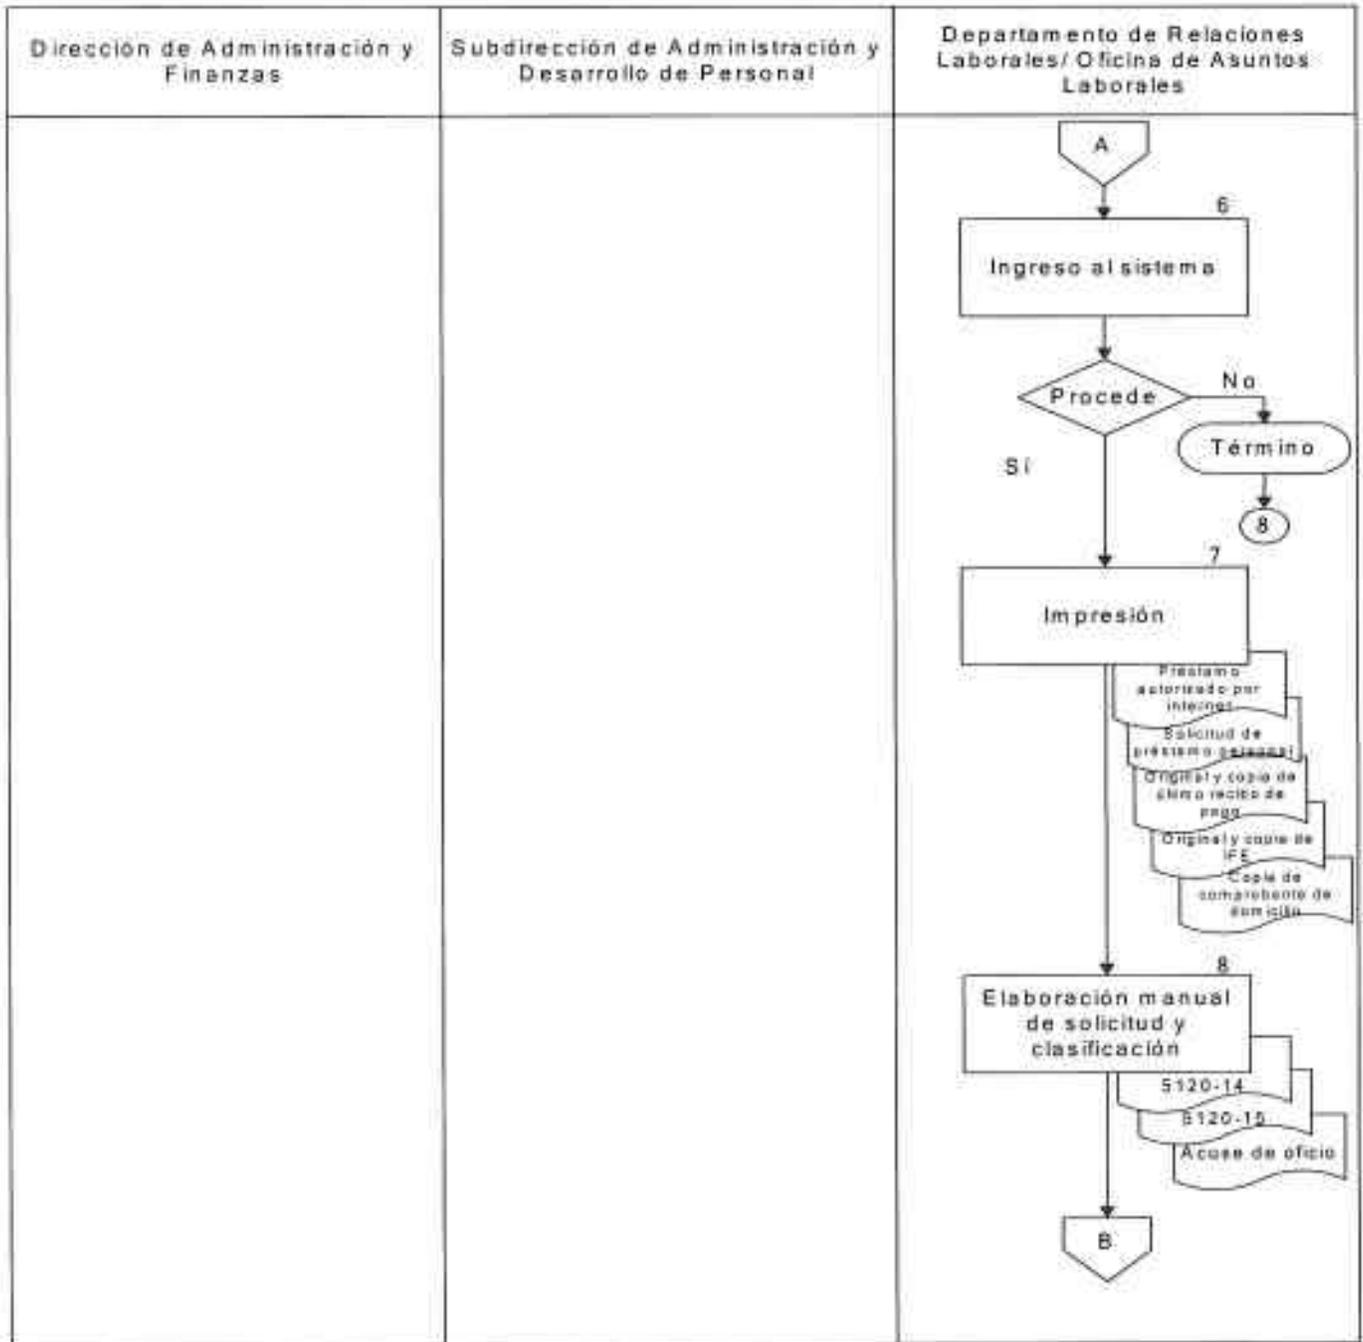 Dirección de Administración y
Finanzas
Subdirección de Administración y
Desarrollo de Personal
Departamento de Relaciones
Laborales/ Oficina de Asuntos
Laborales
A
6
Ingreso al sistema
Procede
No
Término
Sí
8
7
Impresión
Préstamo
autorizado por
internet
Solicitud de
préstamo personal
Original y copia de
último recibo de
pago
Original y copia de
IFE
Copia de
comprobante de
domicilio
8
Elaboración manual
de solicitud y
clasificación
5120-14
5120-15
Acuse de oficio
B